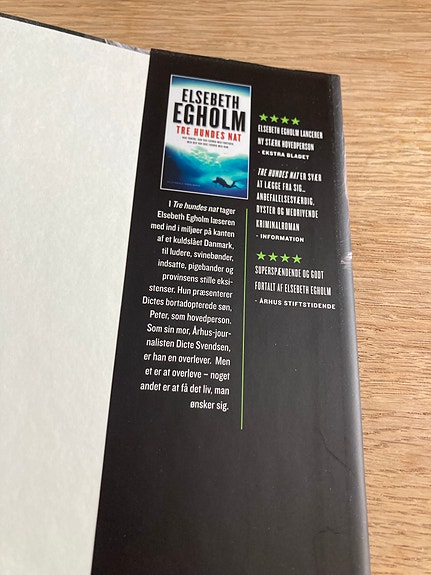 ELSEBETH
EGHOLM
TRE HUNDES NAT
I Tre hundes nat tager
Elsebeth Egholm læseren
med ind i miljøer på kanten
af et kuldslået Danmark,
til ludere, svinebønder,
indsatte, pigebander og
provinsens stille eksi-
stenser. Hun præsenterer
Dictes bortadopterede søn,
Peter, som hovedperson.
Som sin mor, Århus-jour-
nalisten Dicte Svendsen,
er han en overlever. Men
et er at overleve – noget
andet er at få det liv, man
ønsker sig.
ELSEBETH EGHOLM LANCERER
NY STÆRK HOVEDPERSON
- EKSTRA BLADET
TRE HUNDES NAT ER SVÆR
AT LÆGGE FRA SIG...
ANBEFALELSESVÆRDIG,
DYSTER OG MEDRIVENDE
KRIMINALROMAN
- INFORMATION
SUPERSPÆNDENDE OG GODT
FORTALT AF ELSEBETH EGHOLM
- ÅRHUS STIFTSTIDENDE